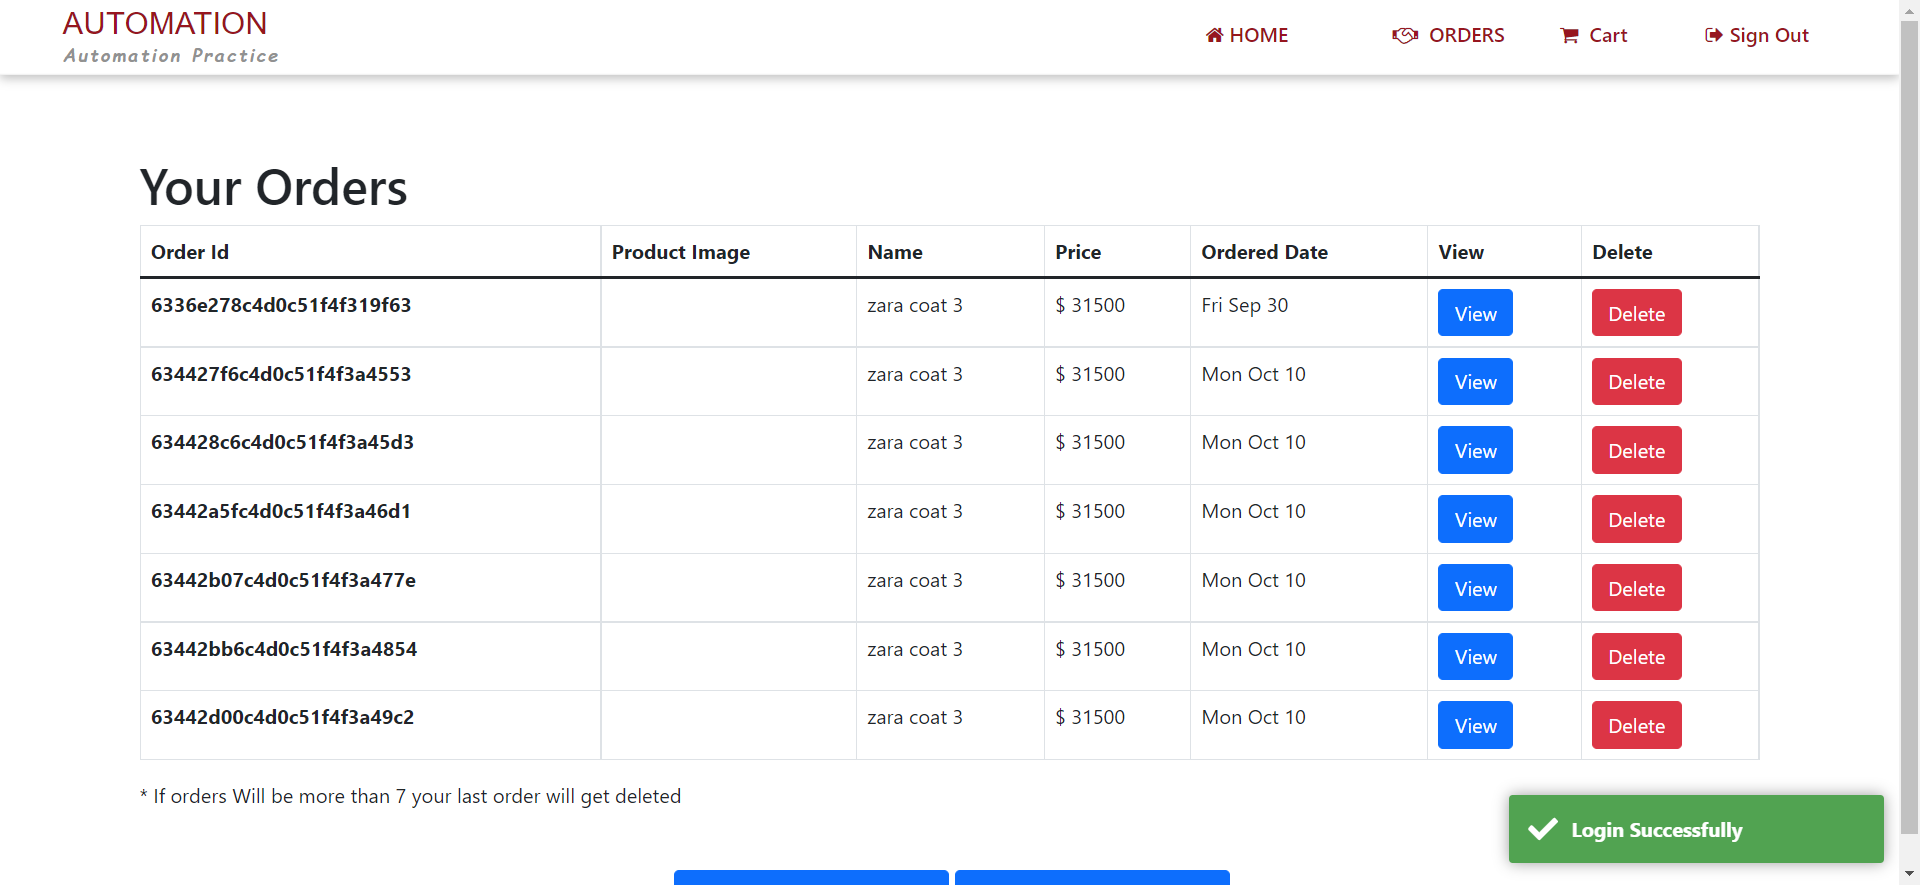 AUTOMATION
Automation Practice
HOME ORDERS Cart Sign Out
Your Orders
Order Id Product Image Name Price Ordered Date View Delete
6336e278c4d0c51f4f319f63 zara coat 3 $ 31500 Fri Sep 30 View Delete
634427f6c4d0c51f4f3a4553 zara coat 3 $ 31500 Mon Oct 10 View Delete
634428c6c4d0c51f4f3a45d3 zara coat 3 $ 31500 Mon Oct 10 View Delete
63442a5fc4d0c51f4f3a46d1 zara coat 3 $ 31500 Mon Oct 10 View Delete
63442b07c4d0c51f4f3a477e zara coat 3 $ 31500 Mon Oct 10 View Delete
63442bb6c4d0c51f4f3a4854 zara coat 3 $ 31500 Mon Oct 10 View Delete
63442d00c4d0c51f4f3a49c2 zara coat 3 $ 31500 Mon Oct 10 View Delete
* If orders Will be more than 7 your last order will get deleted
Login Successfully